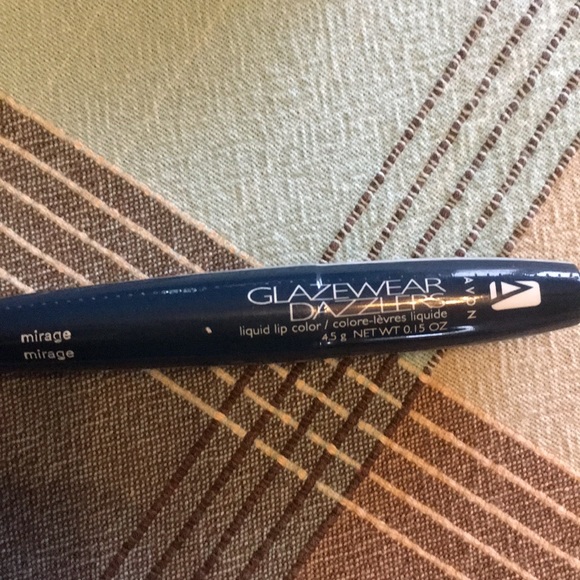 GLAZEWEAR
DAZZLERS
liquid lip color / colore-lèvres liquide
4.5 g NET WT 0.15 OZ
AVON
mirage
mirage